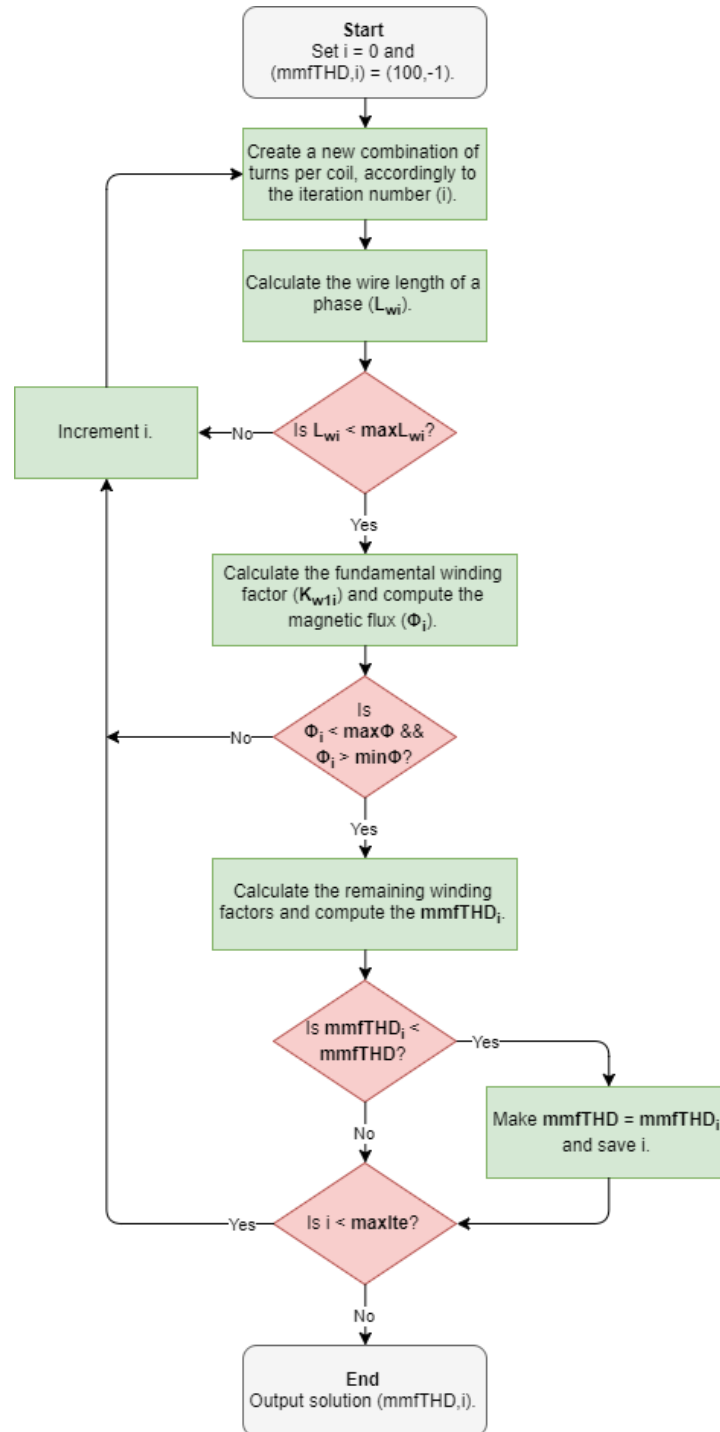 Start
Set i = 0 and
(mmfTHD,i) = (100,-1).
Create a new combination of
turns per coil, accordingly to
the iteration number (i).
Calculate the wire length of a
phase (Lwi).
Is Lwi < maxLwi?
No
Increment i.
Yes
Calculate the fundamental winding
factor (Kw1i) and compute the
magnetic flux (Φi).
Is
Φi < maxΦ &&
Φi > minΦ?
No
Yes
Calculate the remaining winding
factors and compute the mmfTHDi.
Is mmfTHDi <
mmfTHD?
Yes
Make mmfTHD = mmfTHDi
and save i.
No
Is i < maxIte?
Yes
No
End
Output solution (mmfTHD,i).